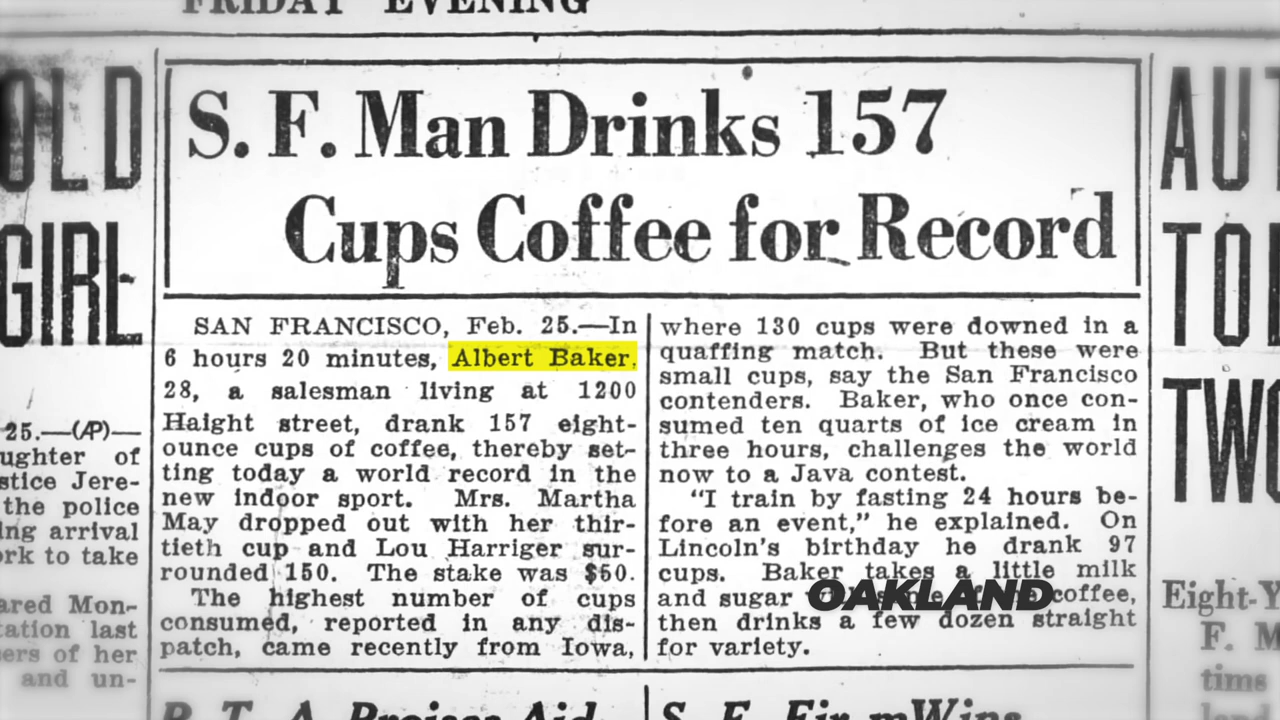 FRIDAY EVENING
OLD
GIRL
25.—(AP)—
ughter of
stice Jere-
the police
ing arrival
ork to take
ared Mon-
tation last
sers of her
and un-
S. F. Man Drinks 157
Cups Coffee for Record
SAN FRANCISCO, Feb. 25.—In
6 hours 20 minutes, Albert Baker,
28, a salesman living at 1200
Haight street, drank 157 eight-
ounce cups of coffee, thereby set-
ting today a world record in the
new indoor sport. Mrs. Martha
May dropped out with her thir-
tieth cup and Lou Harriger sur-
rounded 150. The stake was $50.
The highest number of cups
consumed, reported in any dis-
patch, came recently from Iowa,
where 130 cups were downed in a
quaffing match. But these were
small cups, say the San Francisco
contenders. Baker, who once con-
sumed ten quarts of ice cream in
three hours, challenges the world
now to a Java contest.
"I train by fasting 24 hours be-
fore an event," he explained. On
Lincoln's birthday he drank 97
cups. Baker takes a little milk
and sugar coffee,
OAKLAND
then drinks a few dozen straight
for variety.
P. T. A. Praises Aid
S. F. Wins
AUT
TO
TWO
Eight-Y
F. M
times